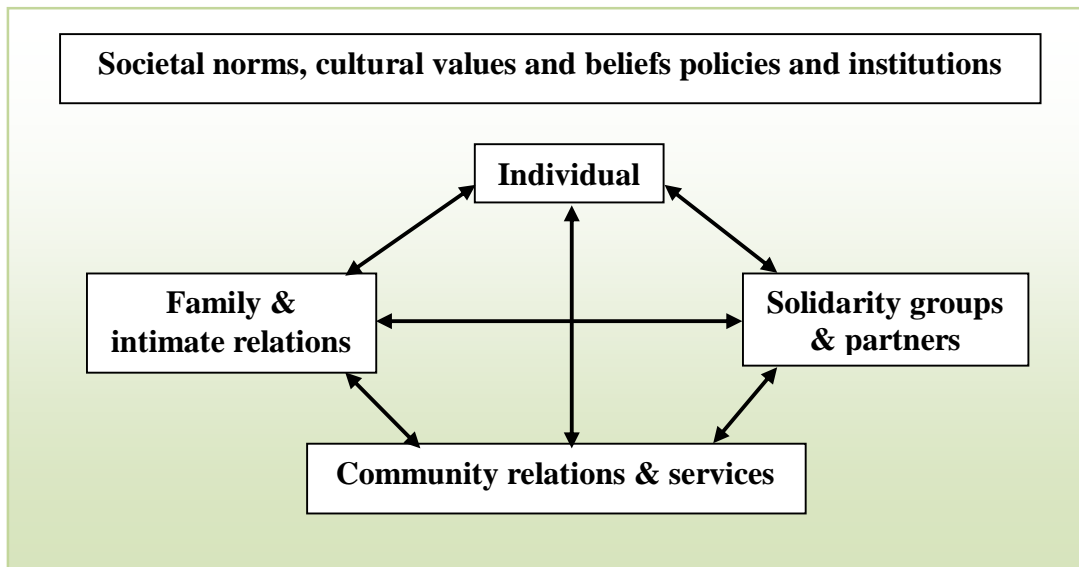 Societal norms, cultural values and beliefs policies and institutions
Individual
Family &
intimate relations
Solidarity groups
& partners
Community relations & services